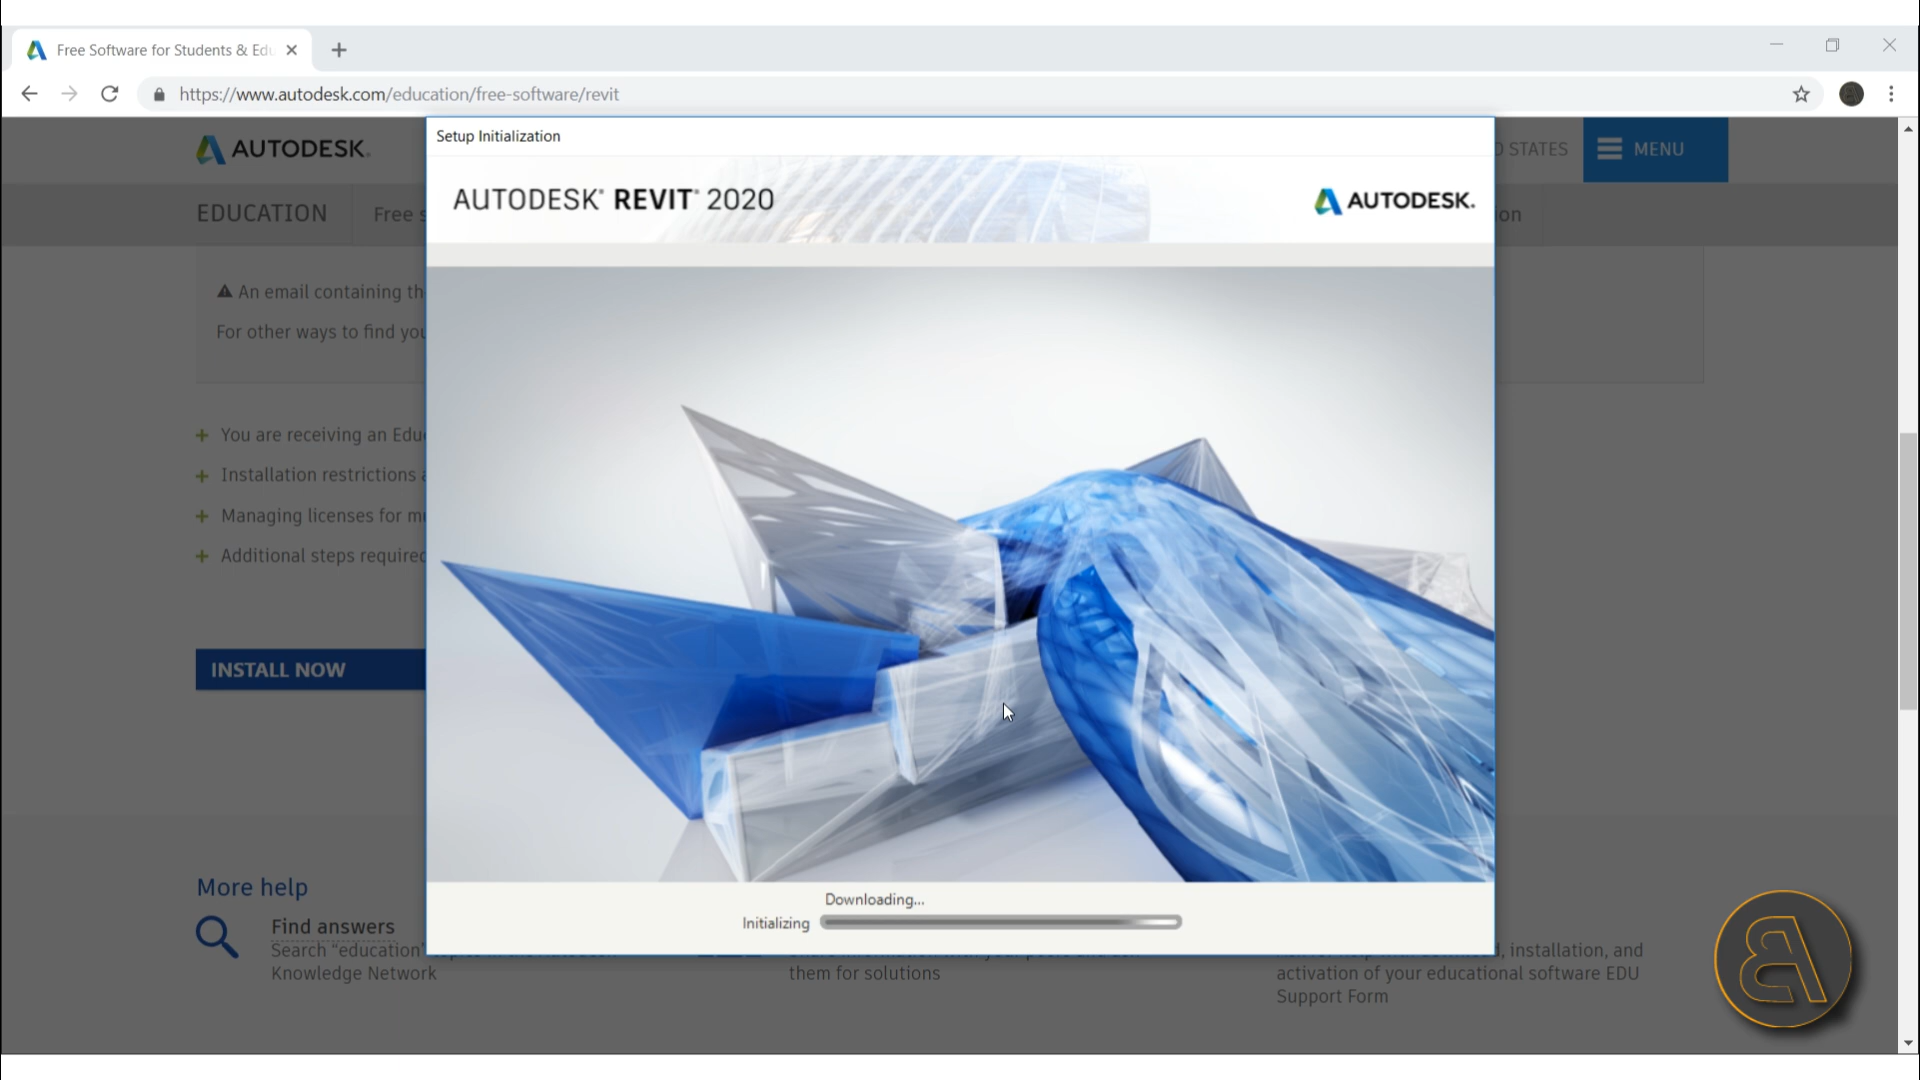 Free Software for Students & Edu
https://www.autodesk.com/education/free-software/revit
Setup Initialization
AUTODESK.
STATES
MENU
AUTODESK® REVIT® 2020
AUTODESK.
EDUCATION
Free s
on
An email containing th
For other ways to find you
You are receiving an Edu
Installation restrictions a
Managing licenses for m
Additional steps required
INSTALL NOW
Downloading...
Initializing
More help
Find answers
Search "education"
Knowledge Network
them for solutions
, installation, and
activation of your educational software EDU
Support Form